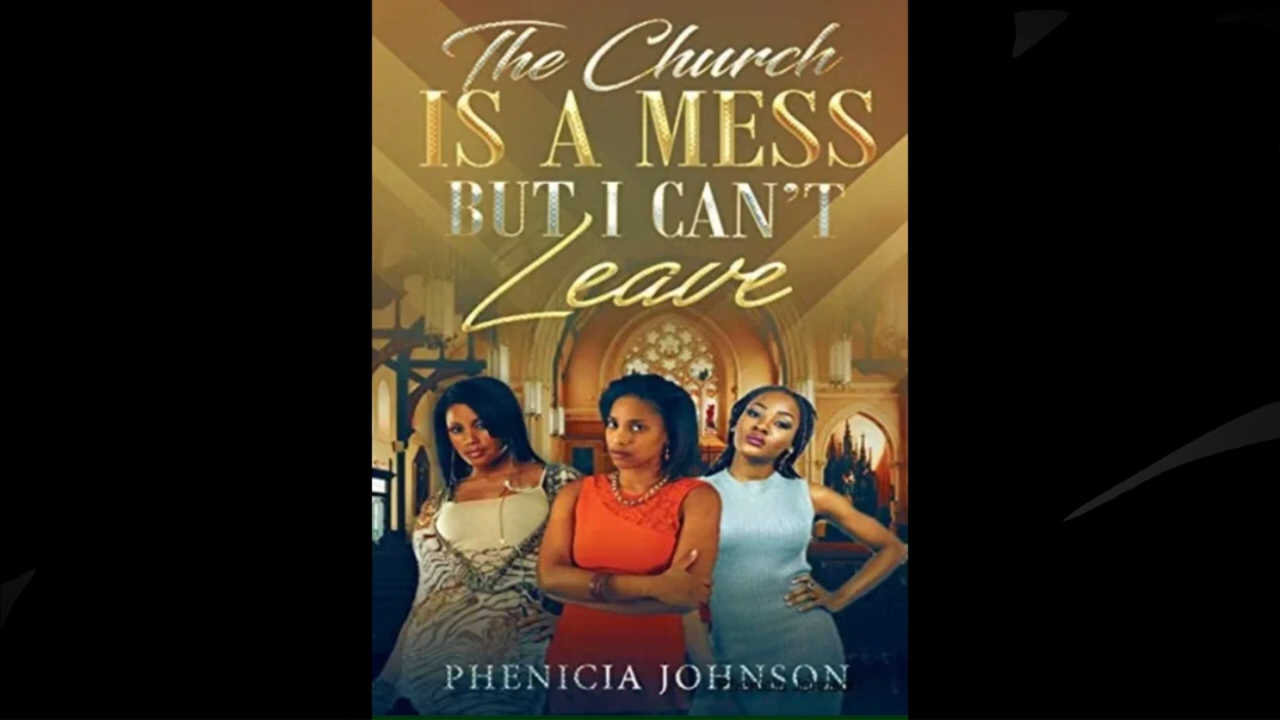 The Church
IS A MESS
BUT I CAN'T
Leave
PHENICIA JOHNSON